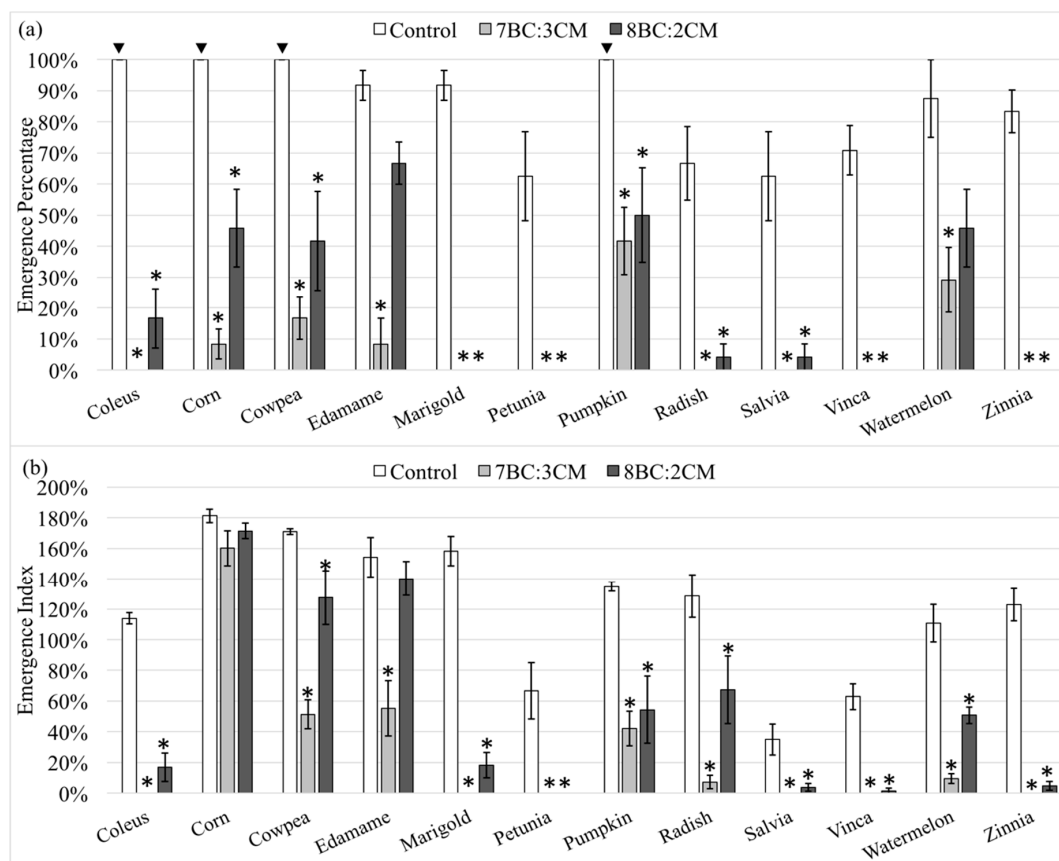 (a)
Control 7BC:3CM 8BC:2CM
Emergence Percentage
100%
90%
80%
70%
60%
50%
40%
30%
20%
10%
0%
* * * * * * * * * * * * * * * * * * * * * *
Coleus Corn Cowpea Edamame Marigold Petunia Pumpkin Radish Salvia Vinca Watermelon Zinnia
(b)
Control 7BC:3CM 8BC:2CM
Emergence Index
200%
180%
160%
140%
120%
100%
80%
60%
40%
20%
0%
* * * * * * * * * * * * * * * * * * * * *
Coleus Corn Cowpea Edamame Marigold Petunia Pumpkin Radish Salvia Vinca Watermelon Zinnia